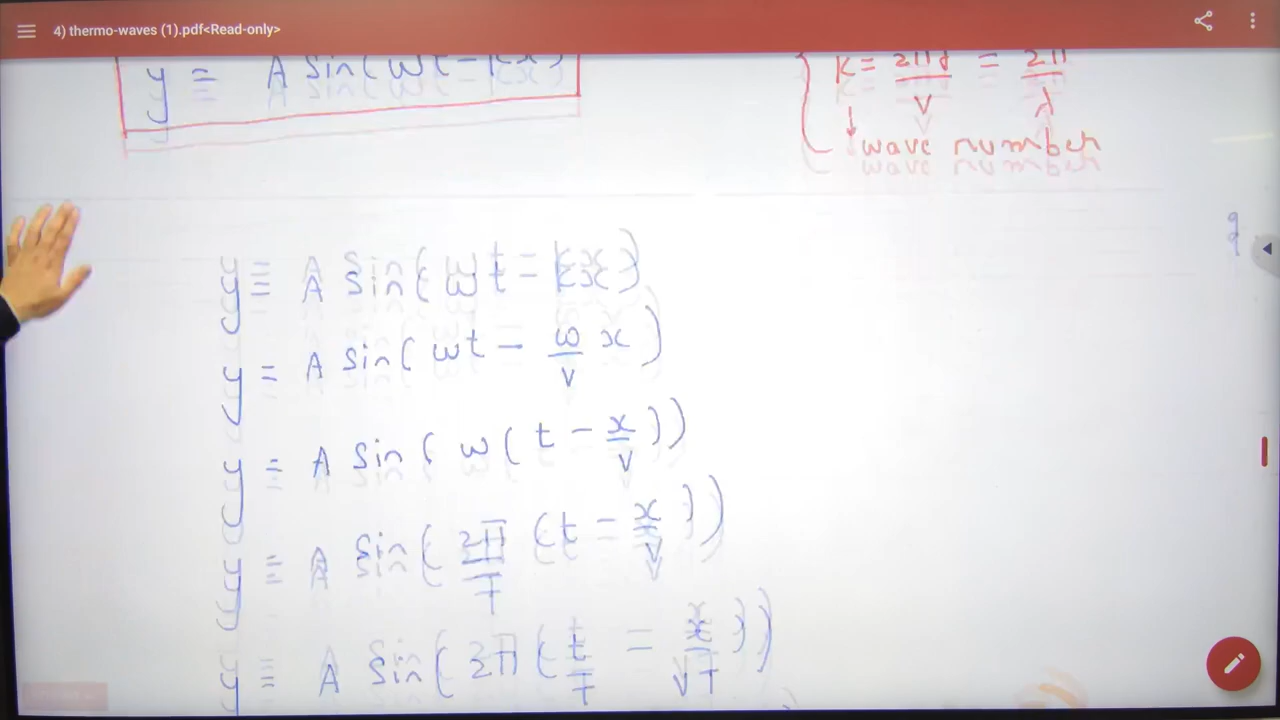 4) thermo-waves (1).pdf<Read-only>
y = A sin(ωt - kx)
k = 2πf/v = 2π/λ
↓ wave number
y = A sin(ωt - kx)
y = A sin(ωt - ω/v x)
y = A sin(ω(t - x/v))
y = A sin(2π/T (t - x/v))
y = A sin(2π(t/T - x/vT))